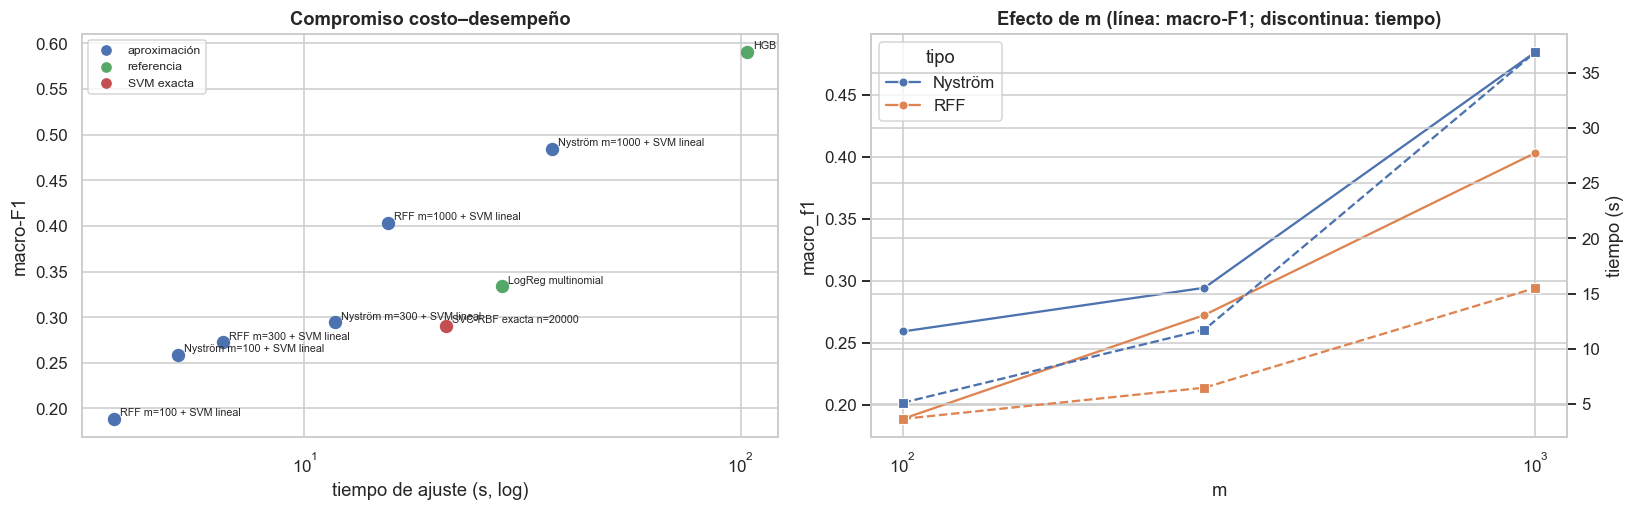 Compromiso costo–desempeño
aproximación
referencia
SVM exacta
HGB
Nyström m=1000 + SVM lineal
RFF m=1000 + SVM lineal
LogReg multinomial
Nyström m=300 + SVM lineal
SVC-RBF exacta n=20000
RFF m=300 + SVM lineal
Nyström m=100 + SVM lineal
RFF m=100 + SVM lineal
0.60
0.55
0.50
0.45
0.40
0.35
0.30
0.25
0.20
macro-F1
10¹
10²
tiempo de ajuste (s, log)
Efecto de m (línea: macro-F1; discontinua: tiempo)
tipo
Nyström
RFF
0.45
0.40
0.35
0.30
0.25
0.20
macro_f1
35
30
25
20
15
10
5
tiempo (s)
10²
10³
m